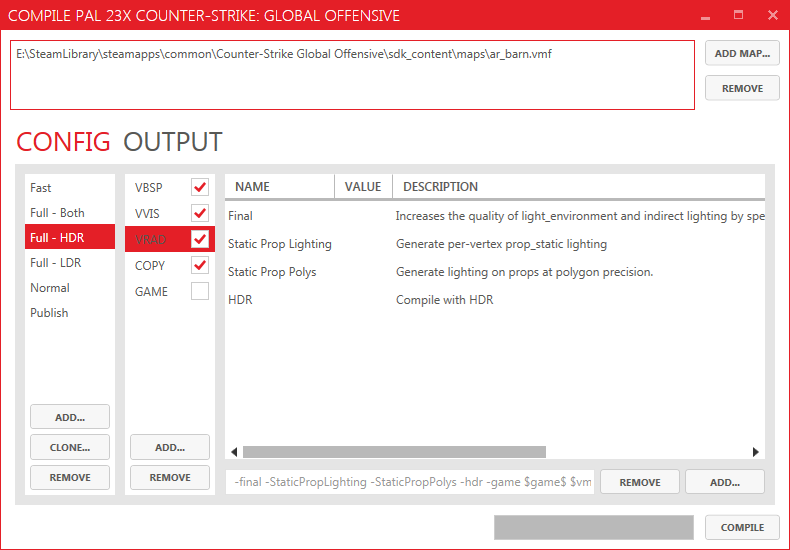 COMPILE PAL 23X COUNTER-STRIKE: GLOBAL OFFENSIVE
E:\SteamLibrary\steamapps\common\Counter-Strike Global Offensive\sdk_content\maps\ar_barn.vmf
ADD MAP...
REMOVE
CONFIG OUTPUT
Fast
Full - Both
Full - HDR
Full - LDR
Normal
Publish
ADD...
CLONE...
REMOVE
VBSP
VVIS
VRAD
COPY
GAME
ADD...
REMOVE
NAME VALUE DESCRIPTION
Final Increases the quality of light_environment and indirect lighting by spe
Static Prop Lighting Generate per-vertex prop_static lighting
Static Prop Polys Generate lighting on props at polygon precision.
HDR Compile with HDR
-final -StaticPropLighting -StaticPropPolys -hdr -game $game$ $vm
REMOVE
ADD...
COMPILE